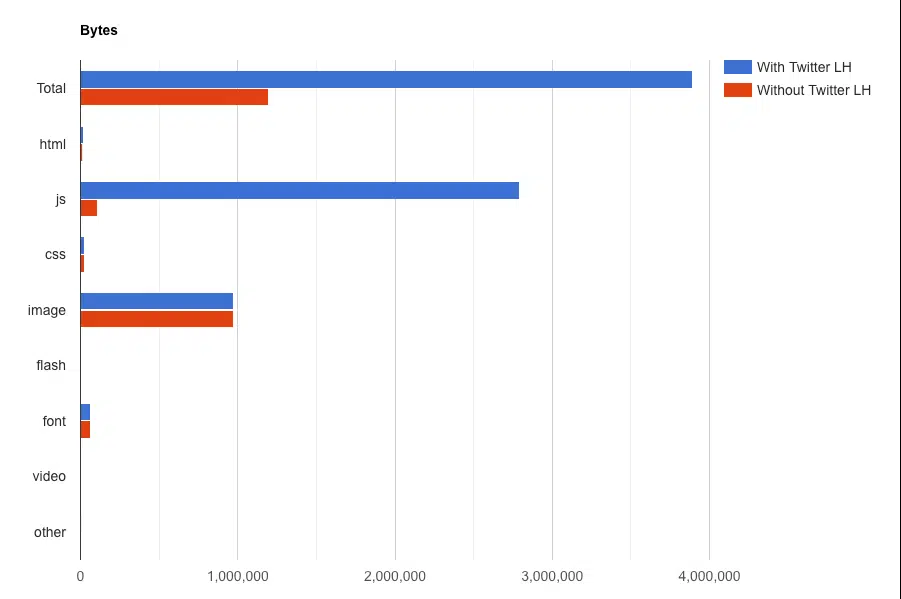 Bytes
With Twitter LH
Without Twitter LH
Total
html
js
css
image
flash
font
video
other
0 1,000,000 2,000,000 3,000,000 4,000,000